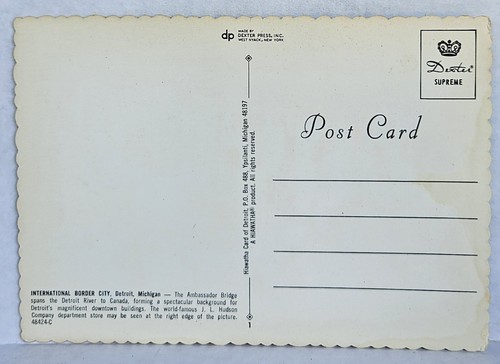 dp MADE BY
DEXTER PRESS, INC.
WEST NYACK, NEW YORK
Dexter®
SUPREME
Post Card
Hiawatha Card of Detroit, P.O. Box 488, Ypsilanti, Michigan 48197
A HIAWATHA® product. All rights reserved.
INTERNATIONAL BORDER CITY, Detroit, Michigan — The Ambassador Bridge
spans the Detroit River to Canada, forming a spectacular background for
Detroit's magnificent downtown buildings. The world-famous J. L. Hudson
Company department store may be seen at the right edge of the picture.
48424-C
1